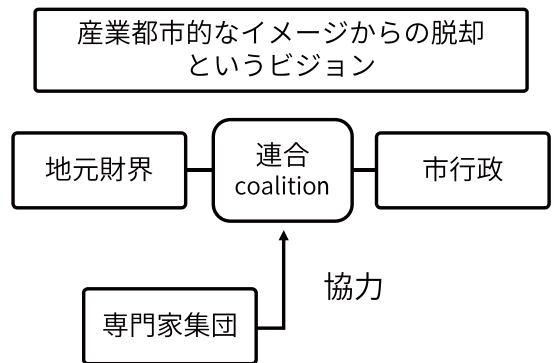 産業都市的なイメージからの脱却
というビジョン
地元財界
連合
coalition
市行政
協力
専門家集団